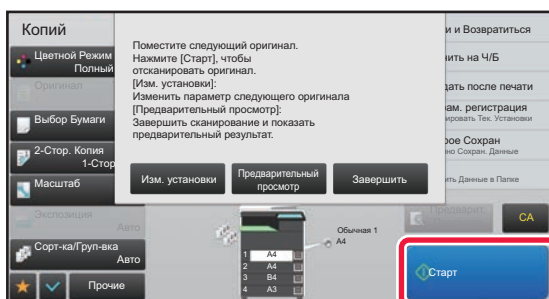 Копий
Цветной Режим
Полный
Оригинал
Выбор Бумаги
2-Стор. Копия
1-Стор
Масштаб
Экспозиция
Авто
Сорт-ка/Груп-вка
Авто
Прочие
Поместите следующий оригинал.
Нажмите [Старт], чтобы
отсканировать оригинал.
[Изм. установки]:
Изменить параметр следующего оригинала
[Предварительный просмотр]:
Завершить сканирование и показать
предварительный результат.
Изм. установки
Предварительный
просмотр
Завершить
1 A4
2 A4
3 B4
4 A3
Обычная 1
A4
и и Возвратиться
ить на Ч/Б
дать после печати
ам. регистрация
ировать Тек. Установки
рое Сохран
но Сохран. Данные
ить Данные в Папке
Предварит.
CA
Старт